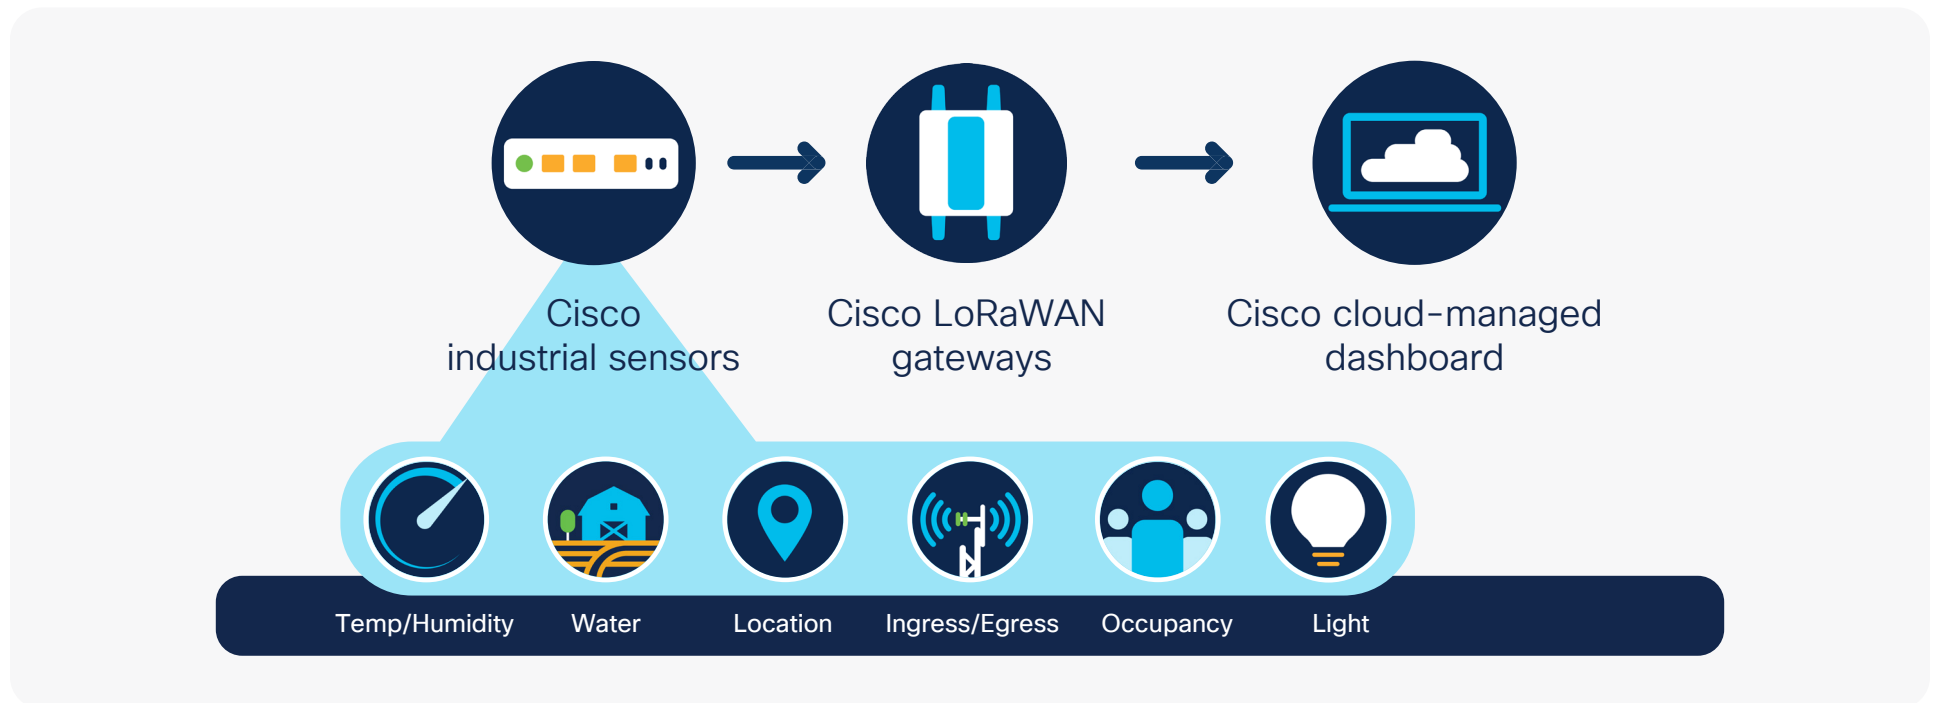 Cisco
industrial sensors
Cisco LoRaWAN
gateways
Cisco cloud-managed
dashboard
Temp/Humidity
Water
Location
Ingress/Egress
Occupancy
Light